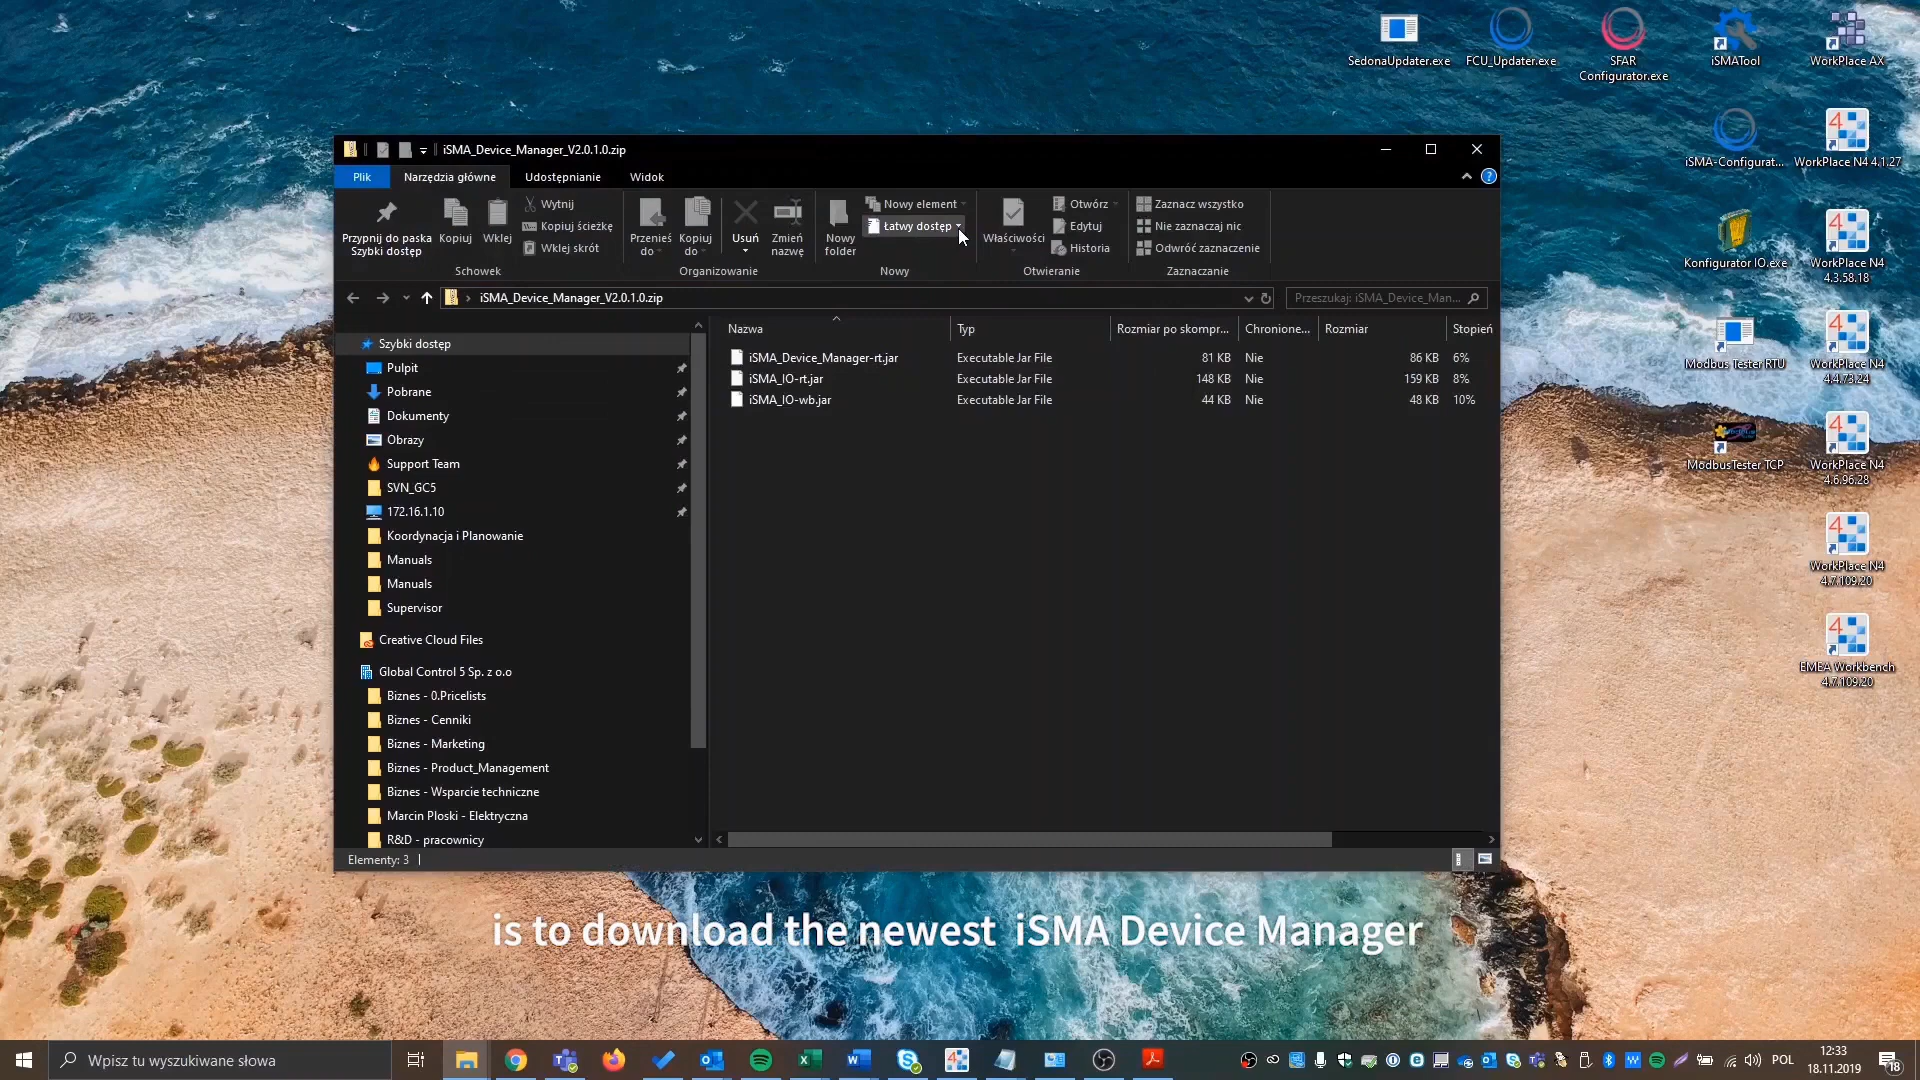 SedonaUpdater.exe
FCU_Updater.exe
SFAR
Configurator.exe
iSMATool
WorkPlace AX
iSMA-Configurat...
WorkPlace N4 4.1.27
Konfigurator IO.exe
WorkPlace N4
4.3.58.18
Modbus Tester RTU
WorkPlace N4
4.4.73.24
ModbusTester TCP
WorkPlace N4
4.6.96.28
WorkPlace N4
4.7.109.20
EMEA Workbench
4.7.109.20
iSMA_Device_Manager_V2.0.1.0.zip
Plik
Narzędzia główne
Udostępnianie
Widok
Przypnij do paska
Szybki dostęp
Kopiuj
Wklej
Wytnij
Kopiuj ścieżkę
Wklej skrót
Schowek
Przenieś
do
Kopiuj
do
Usuń
Zmień
nazwę
Organizowanie
Nowy
folder
Nowy element
Łatwy dostęp
Nowy
Właściwości
Otwórz
Edytuj
Historia
Otwieranie
Zaznacz wszystko
Nie zaznaczaj nic
Odwróć zaznaczenie
Zaznaczanie
iSMA_Device_Manager_V2.0.1.0.zip
Przeszukaj: iSMA_Device_Man...
Szybki dostęp
Pulpit
Pobrane
Dokumenty
Obrazy
Support Team
SVN_GC5
172.16.1.10
Koordynacja i Planowanie
Manuals
Manuals
Supervisor
Creative Cloud Files
Global Control 5 Sp. z o.o
Biznes - 0.Pricelists
Biznes - Cenniki
Biznes - Marketing
Biznes - Product_Management
Biznes - Wsparcie techniczne
Marcin Ploski - Elektryczna
R&D - pracownicy
Nazwa Typ Rozmiar po skompr... Chronione... Rozmiar Stopień
iSMA_Device_Manager-rt.jar Executable Jar File 81 KB Nie 86 KB 6%
iSMA_IO-rt.jar Executable Jar File 148 KB Nie 159 KB 8%
iSMA_IO-wb.jar Executable Jar File 44 KB Nie 48 KB 10%
Elementy: 3
is to download the newest iSMA Device Manager
Wpisz tu wyszukiwane słowa
POL
12:33
18.11.2019
18